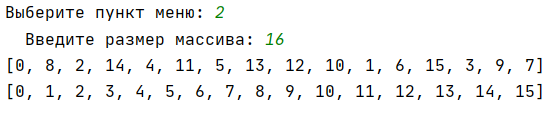 Выберите пункт меню: 2
Введите размер массива: 16
[0, 8, 2, 14, 4, 11, 5, 13, 12, 10, 1, 6, 15, 3, 9, 7]
[0, 1, 2, 3, 4, 5, 6, 7, 8, 9, 10, 11, 12, 13, 14, 15]